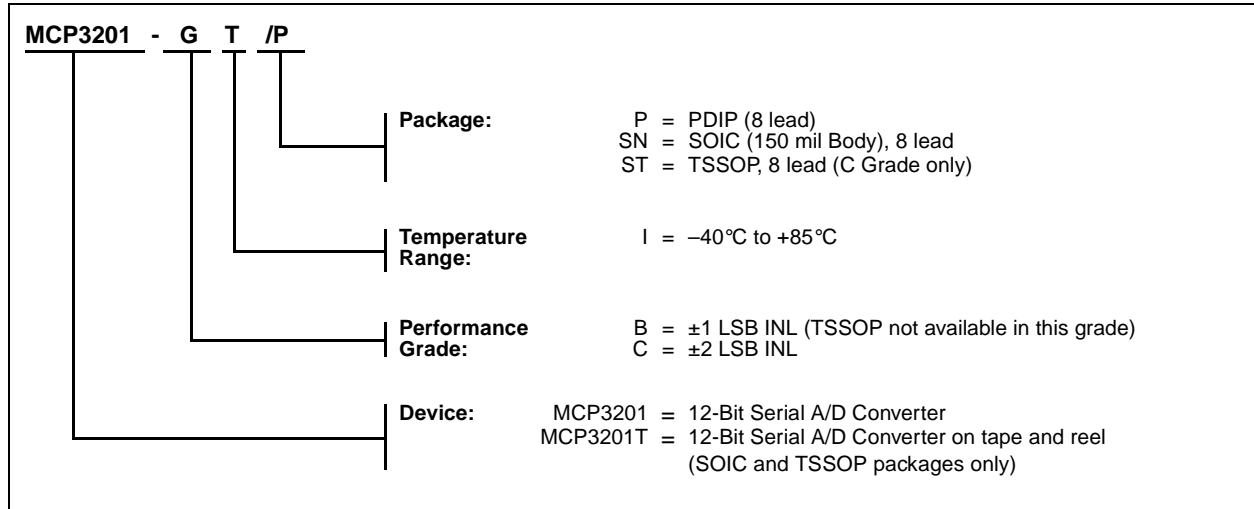 MCP3201 - G T /P
Package: P = PDIP (8 lead)
SN = SOIC (150 mil Body), 8 lead
ST = TSSOP, 8 lead (C Grade only)
Temperature I = –40°C to +85°C
Range:
Performance B = ±1 LSB INL (TSSOP not available in this grade)
Grade: C = ±2 LSB INL
Device: MCP3201 = 12-Bit Serial A/D Converter
MCP3201T = 12-Bit Serial A/D Converter on tape and reel
(SOIC and TSSOP packages only)